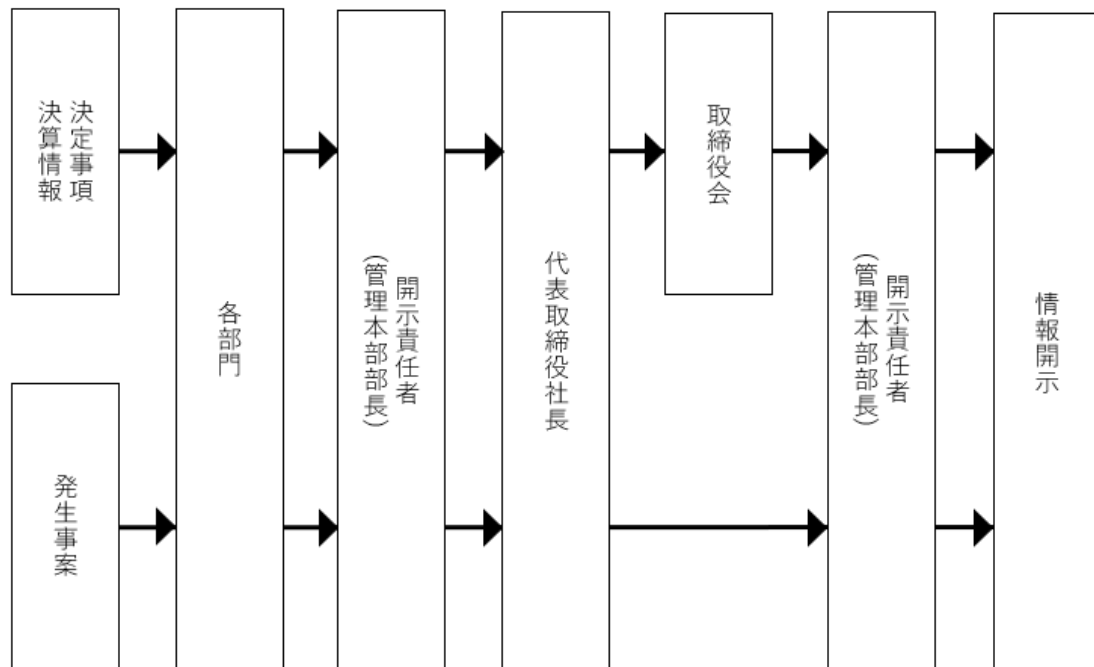 決定事項
決算情報
発生事案
各部門
開示責任者
(管理本部部長)
代表取締役社長
取締役会
開示責任者
(管理本部部長)
情報開示